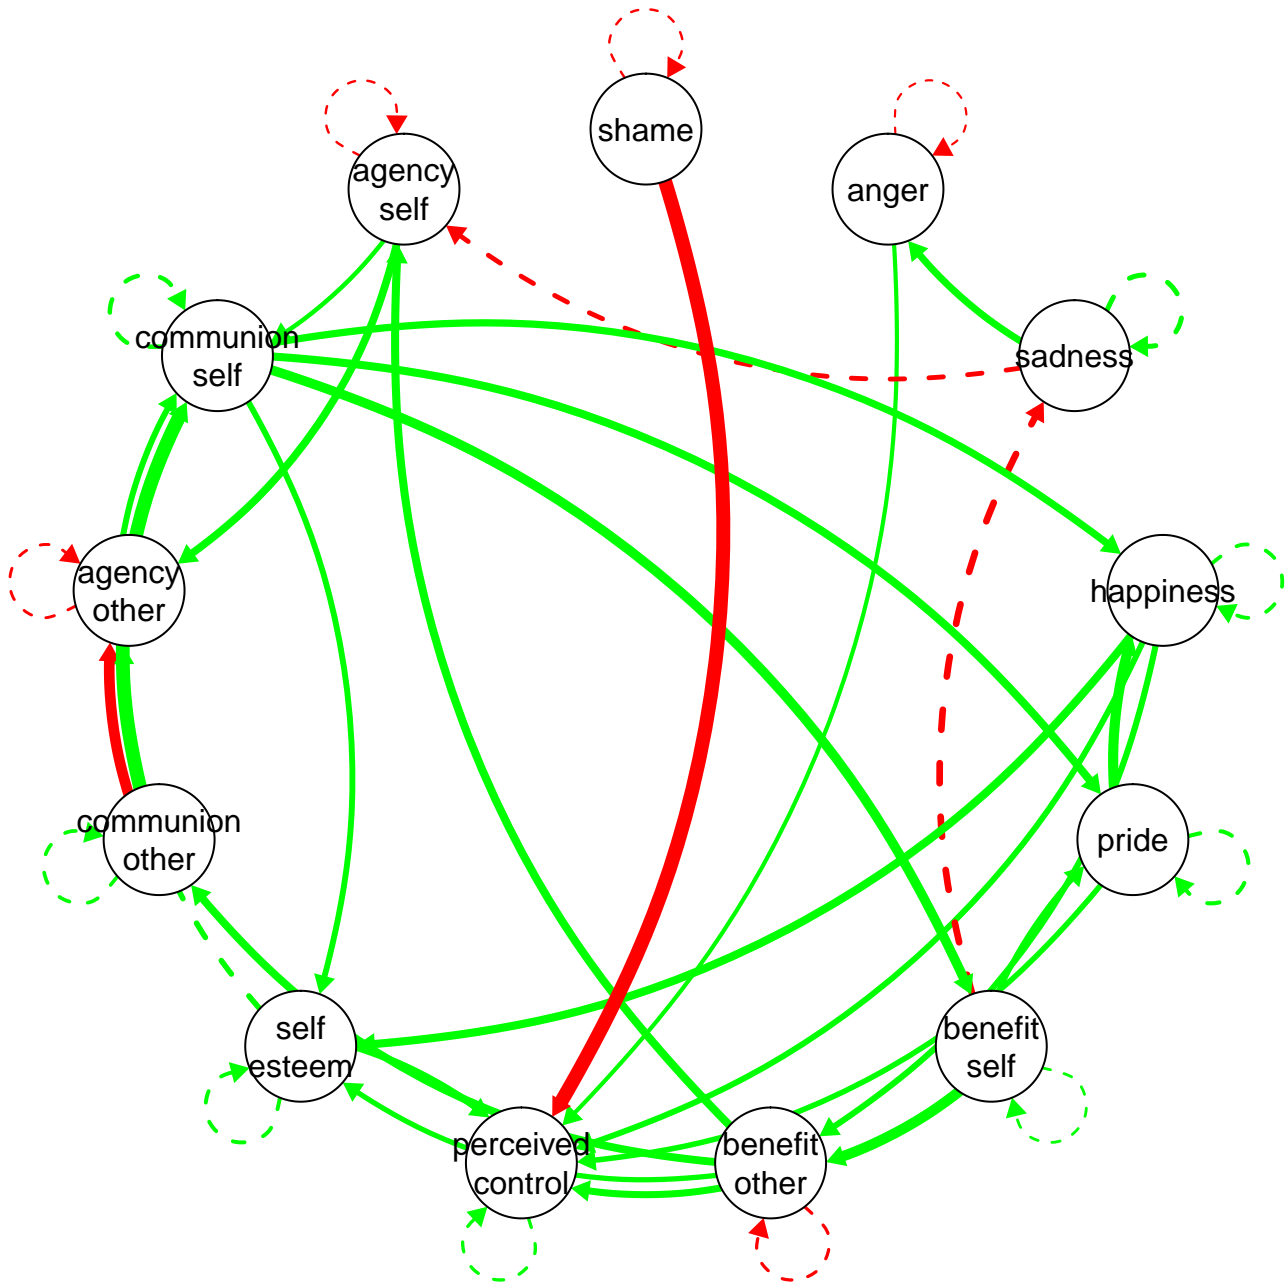 shame
agency
self
anger
communion
self
sadness
agency
other
happiness
communion
other
pride
self
esteem
benefit
self
perceived
control
benefit
other